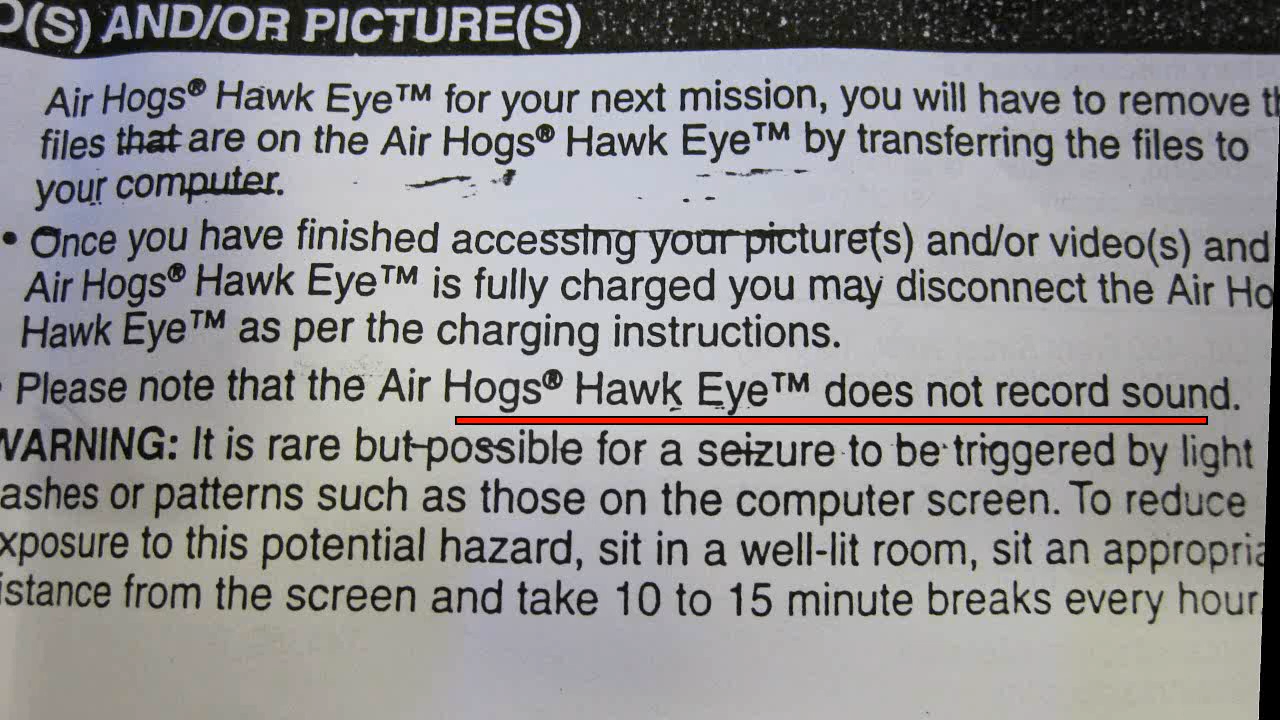 (S) AND/OR PICTURE(S)
Air Hogs® Hawk Eye™ for your next mission, you will have to remove
files that are on the Air Hogs® Hawk Eye™ by transferring the files to
your computer.
• Once you have finished accessing your picture(s) and/or video(s) and
Air Hogs® Hawk Eye™ is fully charged you may disconnect the Air Ho
Hawk Eye™ as per the charging instructions.
• Please note that the Air Hogs® Hawk Eye™ does not record sound.
WARNING: It is rare but possible for a seizure to be triggered by light
ashes or patterns such as those on the computer screen. To reduce
xposure to this potential hazard, sit in a well-lit room, sit an appropria
istance from the screen and take 10 to 15 minute breaks every hour.